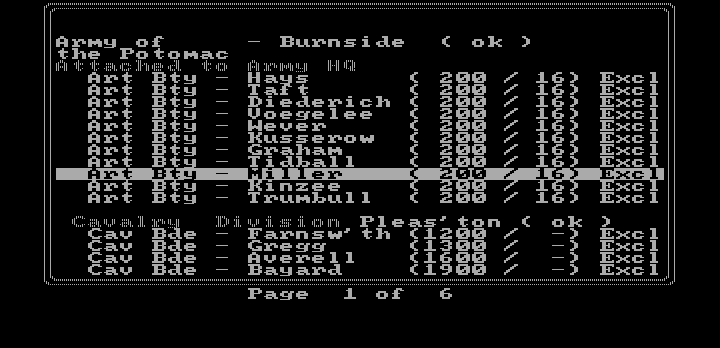 Army of - Burnside ( ok )
the Potomac
Attached to Army HQ
Art Bty - Hays ( 200 / 16) Excl
Art Bty - Taft ( 200 / 16) Excl
Art Bty - Diederich ( 200 / 16) Excl
Art Bty - Voegelee ( 200 / 16) Excl
Art Bty - Wever ( 200 / 16) Excl
Art Bty - Kusserow ( 200 / 16) Excl
Art Bty - Graham ( 200 / 16) Excl
Art Bty - Tidball ( 200 / 16) Excl
Art Bty - Miller ( 200 / 16) Excl
Art Bty - Kinzee ( 200 / 16) Excl
Art Bty - Trumbull ( 200 / 16) Excl
Cavalry Division Pleas'ton ( ok )
Cav Bde - Farnsw'th (1200 / -) Excl
Cav Bde - Gregg (1300 / -) Excl
Cav Bde - Averell (1600 / -) Excl
Cav Bde - Bayard (1900 / -) Excl
Page 1 of 6